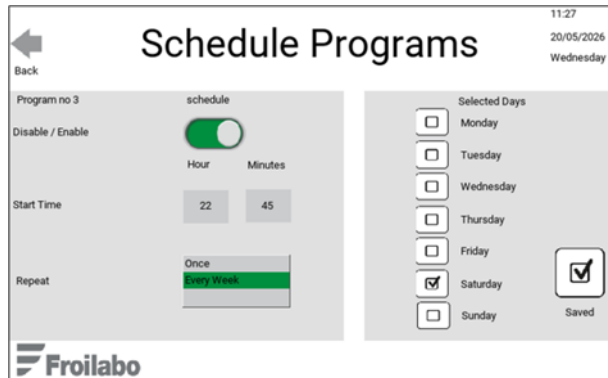 11:27
Schedule Programs
20/05/2026
Wednesday
Back
Program no 3
schedule
Disable / Enable
Hour
Minutes
Start Time
22
45
Repeat
Once
Every Week
Selected Days
Monday
Tuesday
Wednesday
Thursday
Friday
Saturday
Sunday
Saved
Froilabo